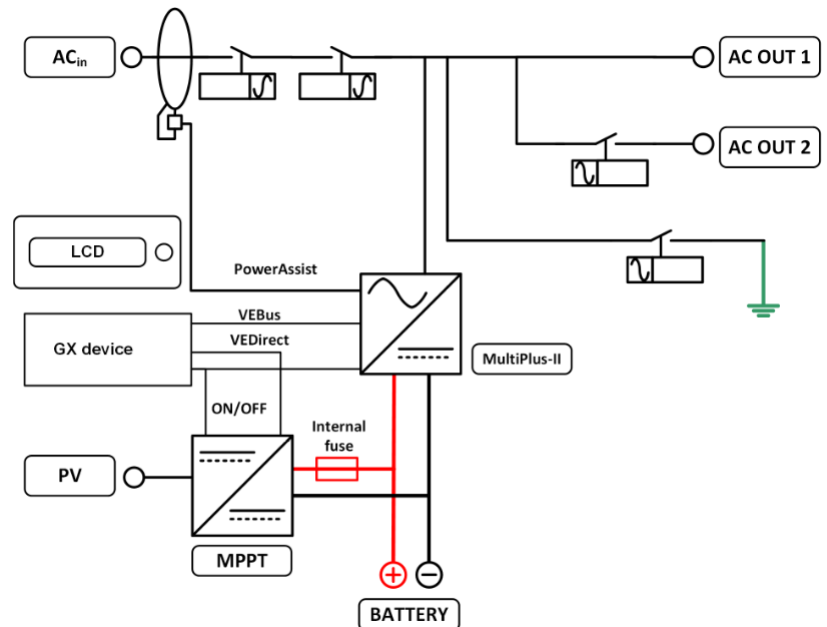 ACin
AC OUT 1
AC OUT 2
LCD
PowerAssist
VEBus
GX device
VEDirect
MultiPlus-II
ON/OFF
Internal
fuse
PV
MPPT
+
−
BATTERY